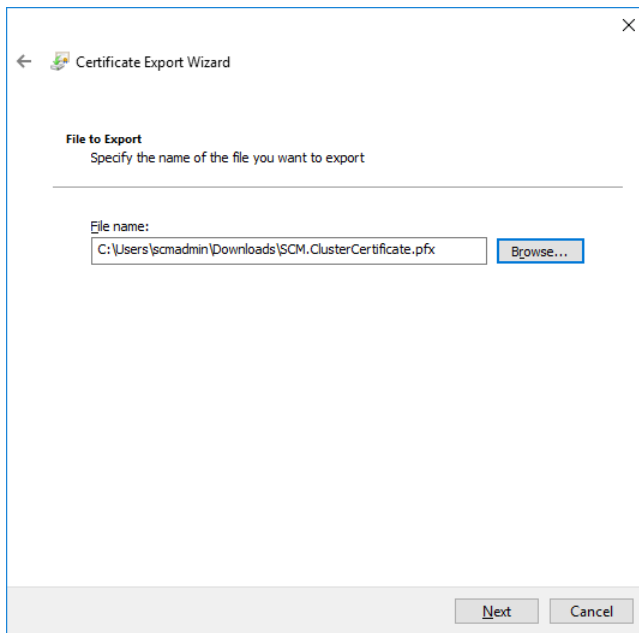 Certificate Export Wizard
File to Export
Specify the name of the file you want to export
File name:
C:\Users\scmadmin\Downloads\SCM.ClusterCertificate.pfx
Browse...
Next
Cancel